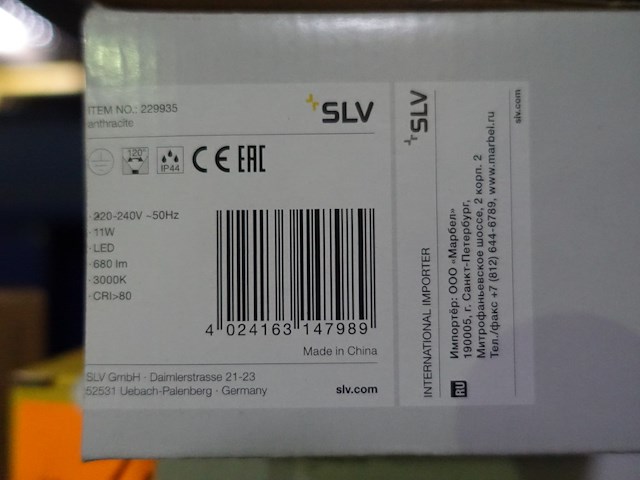 ITEM NO.: 229935
anthracite
SLV
120°
IP44
CE EAC
220-240V ~50Hz
11W
LED
680 lm
3000K
CRI>80
4 024163 147989
Made in China
SLV GmbH · Daimlerstrasse 21-23
52531 Uebach-Palenberg · Germany
slv.com
SLV
slv.com
INTERNATIONAL IMPORTER
RU
Импортёр: ООО «Марбел»
190005, г. Санкт-Петербург,
Митрофаньевское шоссе, 2 корп. 2
Тел./факс +7 (812) 644-6789, www.marbel.ru